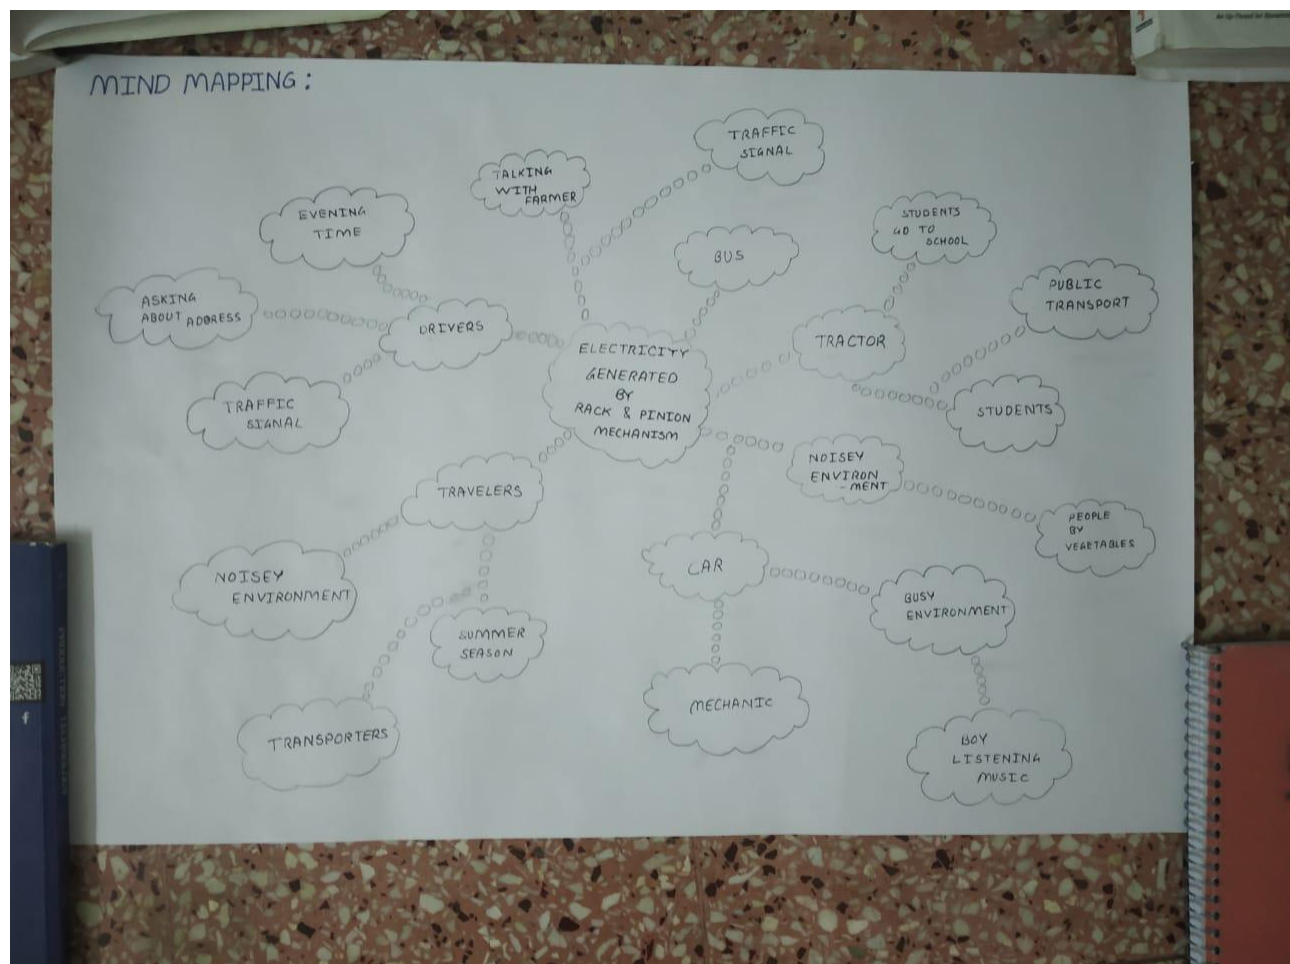 MIND MAPPING:
TRAFFIC
SIGNAL
TALKING
WITH
FARMER
EVENING
TIME
STUDENTS
GO TO
SCHOOL
BUS
PUBLIC
TRANSPORT
ASKING
ABOUT ADDRESS
DRIVERS
TRACTOR
ELECTRICITY
GENERATED
BY
RACK & PINION
MECHANISM
TRAFFIC
SIGNAL
STUDENTS
NOISEY
ENVIRON
-MENT
TRAVELERS
PEOPLE
BY
VEGETABLES
NOISEY
ENVIRONMENT
CAR
BUSY
ENVIRONMENT
SUMMER
SEASON
MECHANIC
TRANSPORTERS
BOY
LISTENING
MUSIC
f